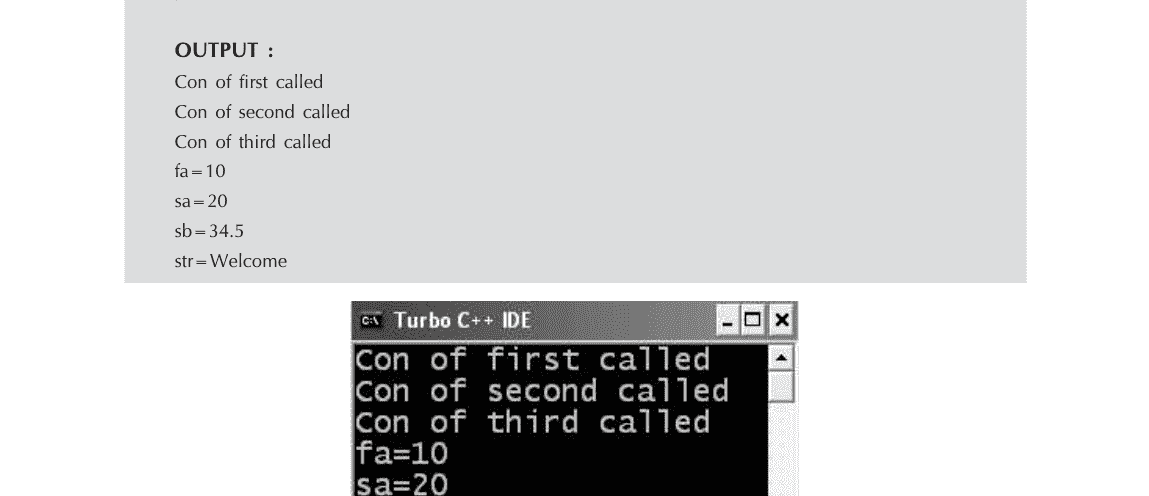 OUTPUT :
Con of first called
Con of second called
Con of third called
fa=10
sa=20
sb=34.5
str=Welcome
C:\ Turbo C++ IDE
Con of first called
Con of second called
Con of third called
fa=10
sa=20